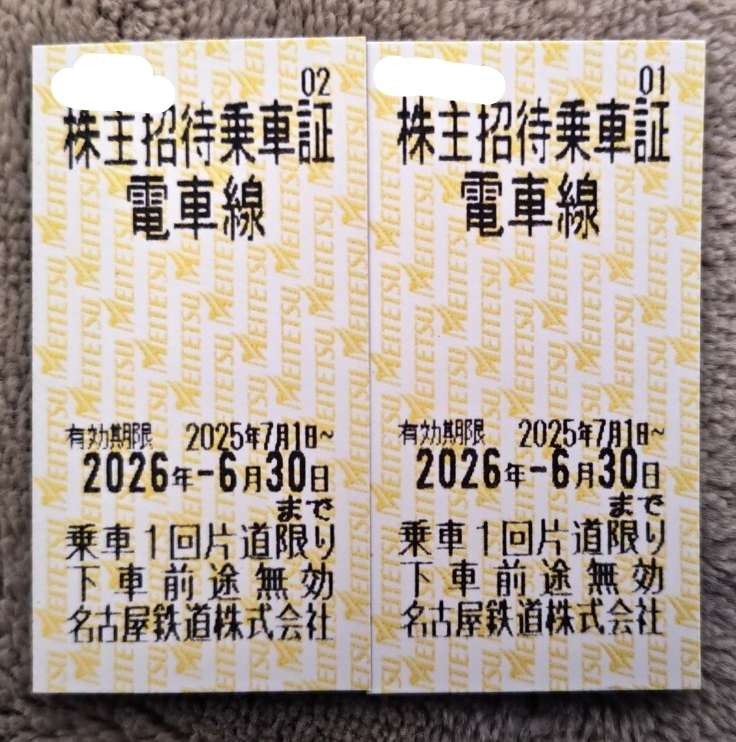 02
株主招待乗車証
電車線
有効期限 2025年7月1日~
2026年-6月30日
まで
乗車1回片道限り
下車前途無効
名古屋鉄道株式会社
01
株主招待乗車証
電車線
有効期限 2025年7月1日~
2026年-6月30日
まで
乗車1回片道限り
下車前途無効
名古屋鉄道株式会社
MEITETSU